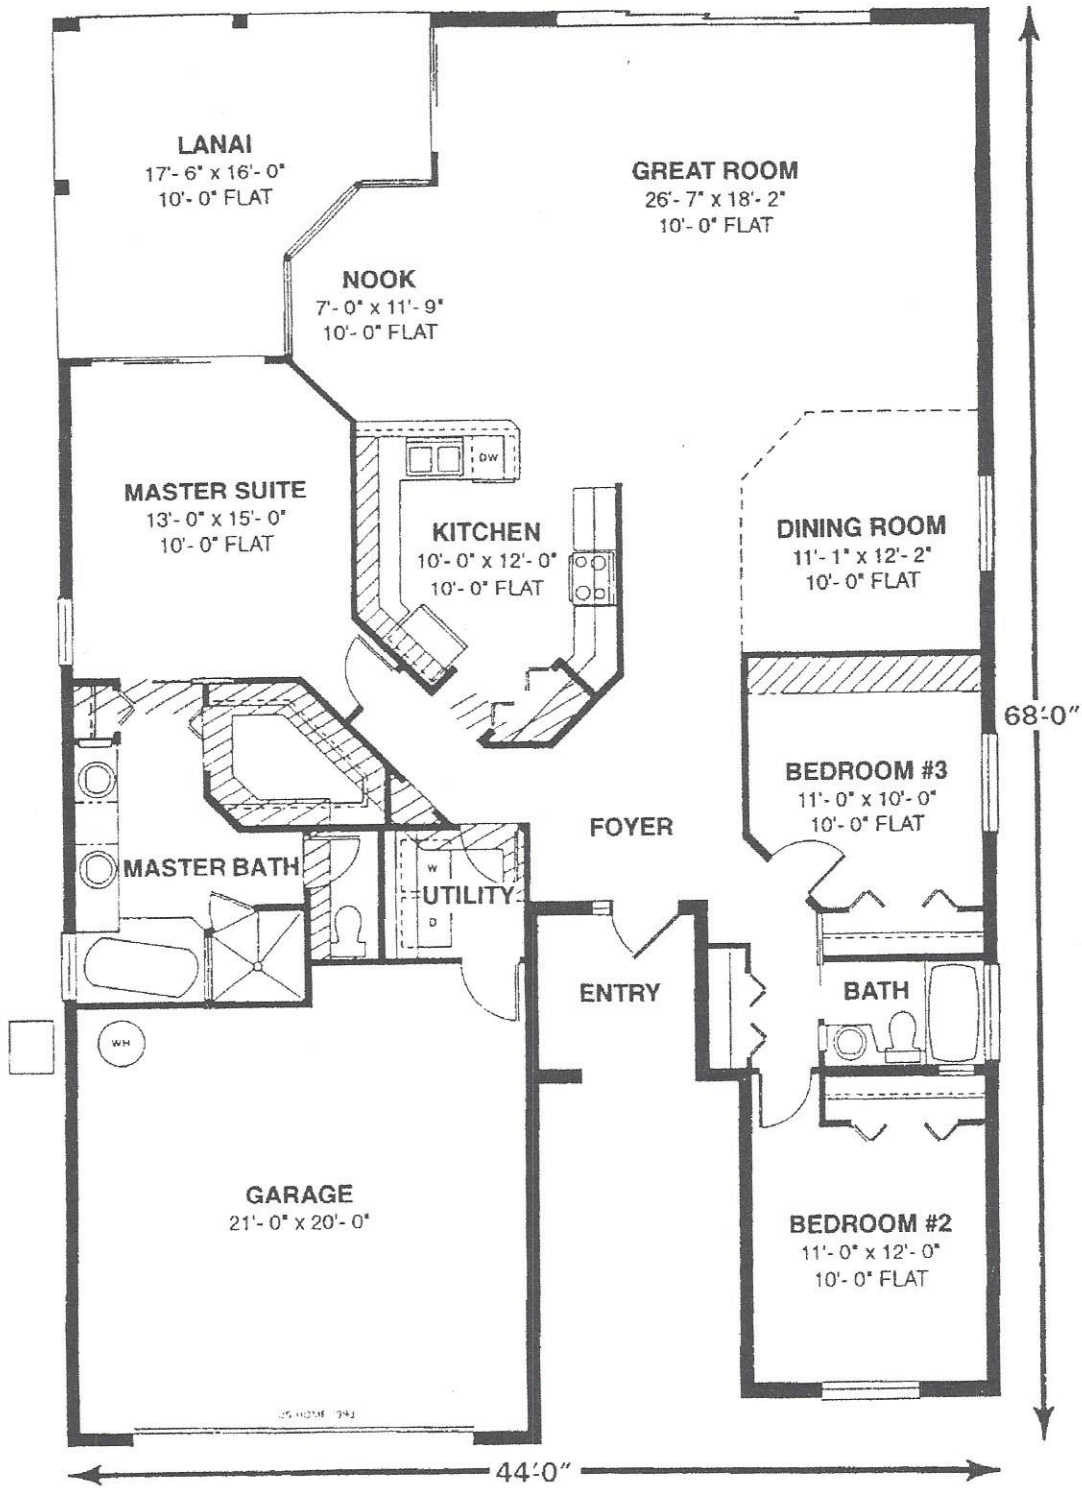 LANAI
17'- 6" x 16'- 0"
10'- 0" FLAT
GREAT ROOM
26'- 7" x 18'- 2"
10'- 0" FLAT
NOOK
7'- 0" x 11'- 9"
10'- 0" FLAT
MASTER SUITE
13'- 0" x 15'- 0"
10'- 0" FLAT
DW
KITCHEN
10'- 0" x 12'- 0"
10'- 0" FLAT
DINING ROOM
11'- 1" x 12'- 2"
10'- 0" FLAT
68'-0"
BEDROOM #3
11'- 0" x 10'- 0"
10'- 0" FLAT
FOYER
MASTER BATH
W
UTILITY
D
ENTRY
BATH
WH
GARAGE
21'- 0" x 20'- 0"
BEDROOM #2
11'- 0" x 12'- 0"
10'- 0" FLAT
US HOME
44'-0"